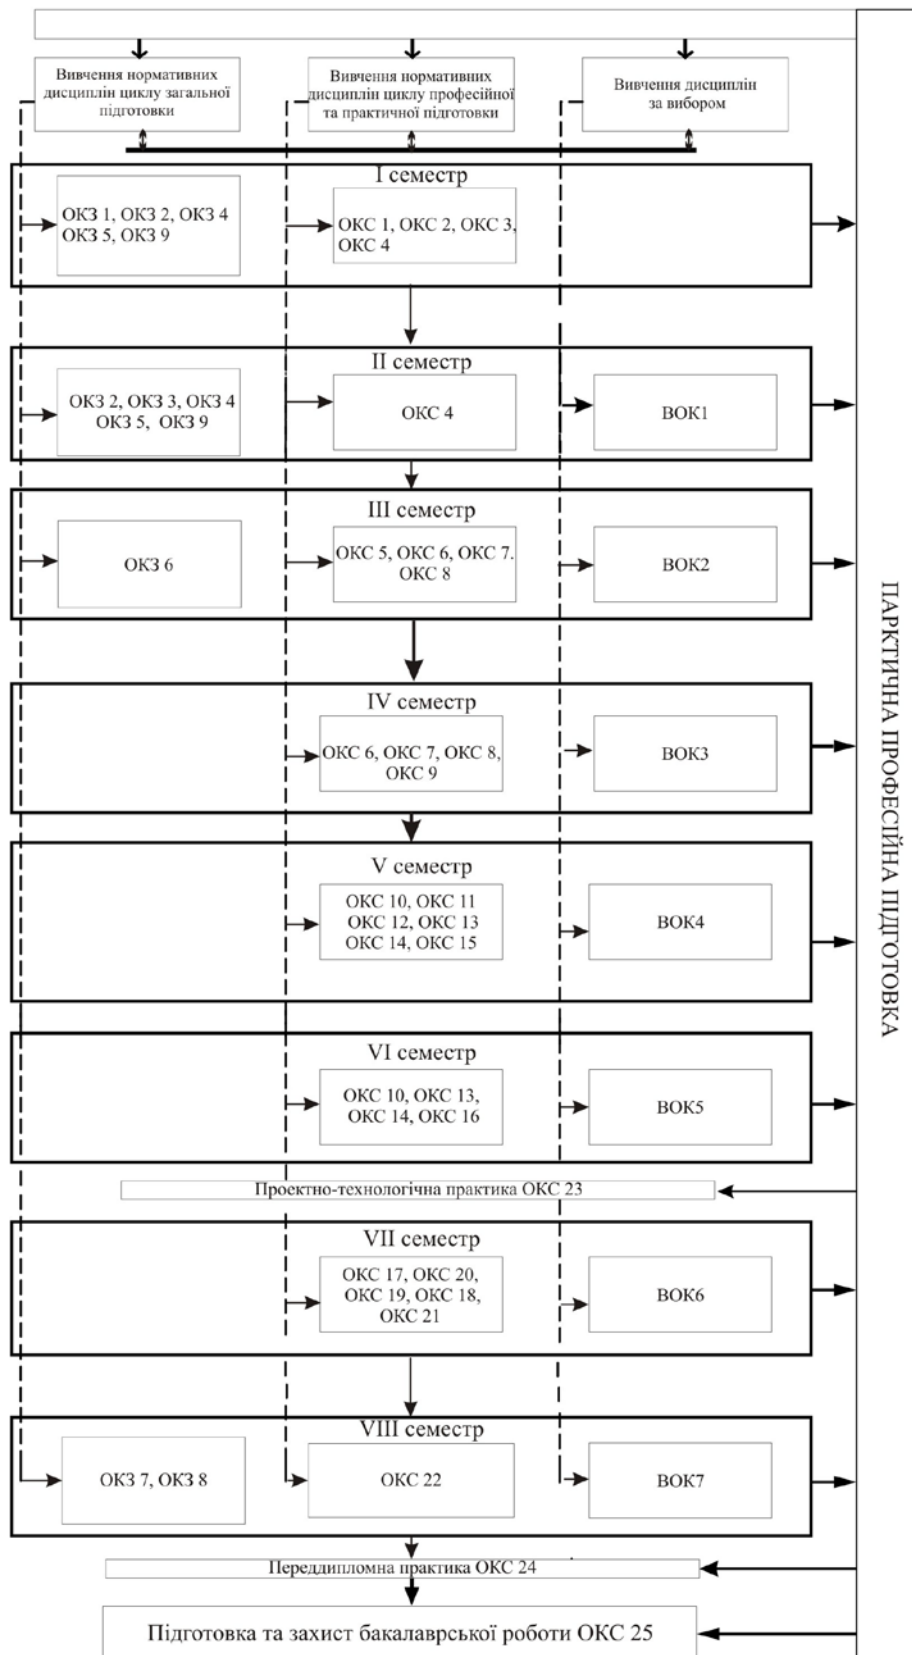 Вивчення нормативних
дисциплін циклу загальної
підготовки
Вивчення нормативних
дисциплін циклу професійної
та практичної підготовки
Вивчення дисциплін
за вибором
I семестр
ОКЗ 1, ОКЗ 2, ОКЗ 4
ОКЗ 5, ОКЗ 9
ОКС 1, ОКС 2, ОКС 3,
ОКС 4
II семестр
ОКЗ 2, ОКЗ 3, ОКЗ 4
ОКЗ 5, ОКЗ 9
ОКС 4
ВОК1
III семестр
ОКЗ 6
ОКС 5, ОКС 6, ОКС 7.
ОКС 8
ВОК2
IV семестр
ОКС 6, ОКС 7, ОКС 8,
ОКС 9
ВОК3
V семестр
ОКС 10, ОКС 11
ОКС 12, ОКС 13
ОКС 14, ОКС 15
ВОК4
VI семестр
ОКС 10, ОКС 13,
ОКС 14, ОКС 16
ВОК5
Проектно-технологічна практика ОКС 23
VII семестр
ОКС 17, ОКС 20,
ОКС 19, ОКС 18,
ОКС 21
ВОК6
VIII семестр
ОКЗ 7, ОКЗ 8
ОКС 22
ВОК7
Переддипломна практика ОКС 24
Підготовка та захист бакалаврської роботи ОКС 25
ПАРКТИЧНА ПРОФЕСІЙНА ПІДГОТОВКА